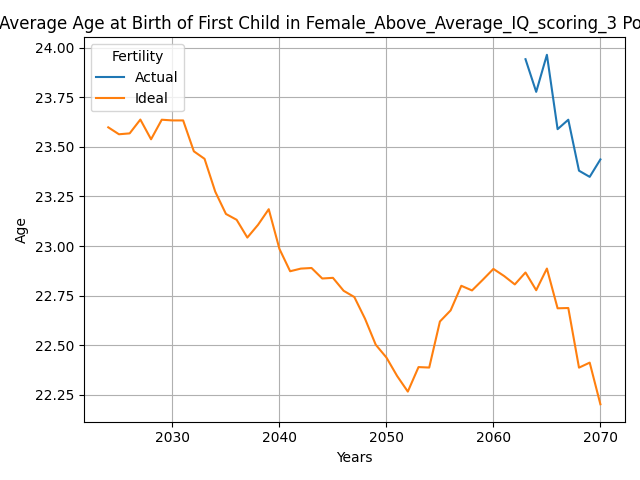 Average Age at Birth of First Child in Female_Above_Average_IQ_scoring_3 Po
Fertility
Actual
Ideal
24.00
23.75
23.50
23.25
23.00
22.75
22.50
22.25
Age
2030 2040 2050 2060 2070
Years